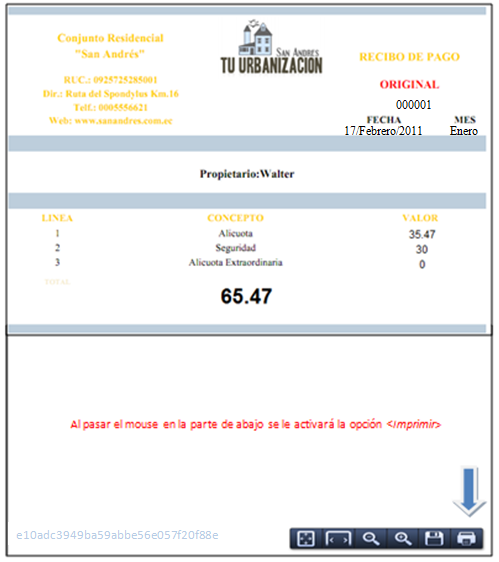 Conjunto Residencial
"San Andrés"
RUC.: 0925725285001
Dir.: Ruta del Spondylus Km.16
Telf.: 0005556621
Web: www.sanandres.com.ec
SAN ANDRES
TU URBANIZACIÓN
RECIBO DE PAGO
ORIGINAL
000001
FECHA MES
17/Febrero/2011 Enero
Propietario:Walter
LINEA CONCEPTO VALOR
1 Alicuota 35.47
2 Seguridad 30
3 Alicuota Extraordinaria 0
TOTAL
65.47
Al pasar el mouse en la parte de abajo se le activará la opción <Imprimir>
e10adc3949ba59abbe56e057f20f88e